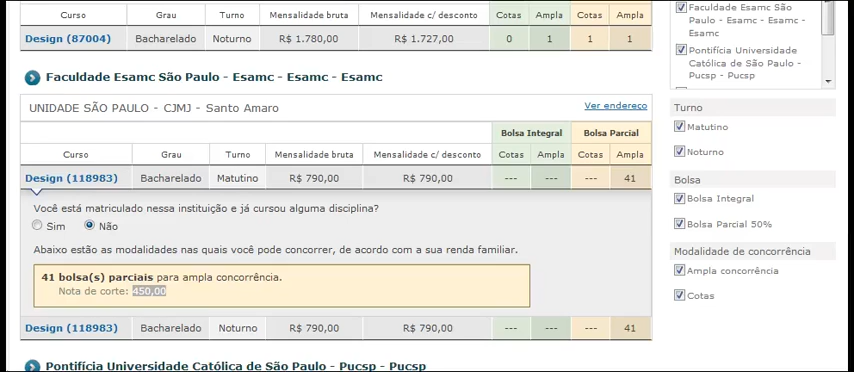 Curso Grau Turno Mensalidade bruta Mensalidade c/ desconto Cotas Ampla Cotas Ampla
Design (87004) Bacharelado Noturno R$ 1.780,00 R$ 1.727,00 0 1 1 1
Faculdade Esamc São Paulo - Esamc - Esamc - Esamc
UNIDADE SÃO PAULO - CJMJ - Santo Amaro Ver endereço
Bolsa Integral Bolsa Parcial
Curso Grau Turno Mensalidade bruta Mensalidade c/ desconto Cotas Ampla Cotas Ampla
Design (118983) Bacharelado Matutino R$ 790,00 R$ 790,00 --- --- --- 41
Você está matriculado nessa instituição e já cursou alguma disciplina?
Sim Não
Abaixo estão as modalidades nas quais você pode concorrer, de acordo com a sua renda familiar.
41 bolsa(s) parciais para ampla concorrência.
Nota de corte: 450,00
Design (118983) Bacharelado Noturno R$ 790,00 R$ 790,00 --- --- --- 41
Pontifícia Universidade Católica de São Paulo - Pucsp - Pucsp
Faculdade Esamc São
Paulo - Esamc - Esamc -
Esamc
Pontifícia Universidade
Católica de São Paulo -
Pucsp - Pucsp
Turno
Matutino
Noturno
Bolsa
Bolsa Integral
Bolsa Parcial 50%
Modalidade de concorrência
Ampla concorrência
Cotas